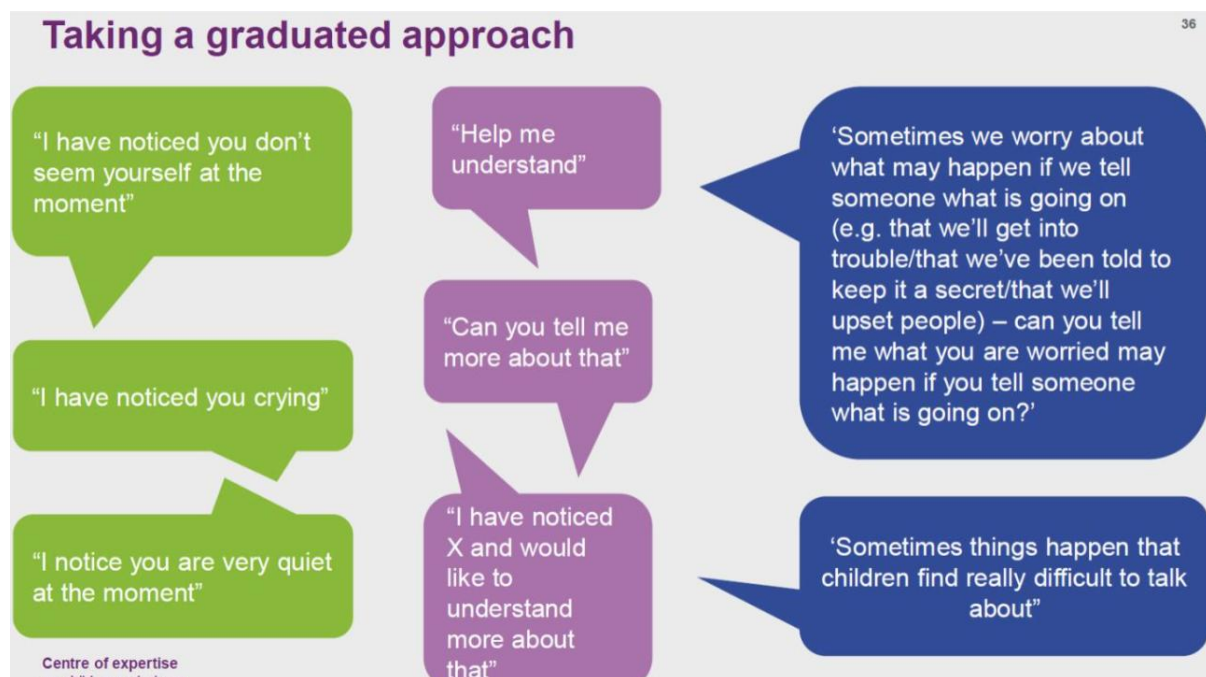 Taking a graduated approach
36
“I have noticed you don’t
seem yourself at the
moment”
“I have noticed you crying”
“I notice you are very quiet
at the moment”
“Help me
understand”
“Can you tell me
more about that”
“I have noticed
X and would
like to
understand
more about
that”
‘Sometimes we worry about
what may happen if we tell
someone what is going on
(e.g. that we’ll get into
trouble/that we’ve been told to
keep it a secret/that we’ll
upset people) – can you tell
me what you are worried may
happen if you tell someone
what is going on?’
‘Sometimes things happen that
children find really difficult to talk
about”
Centre of expertise